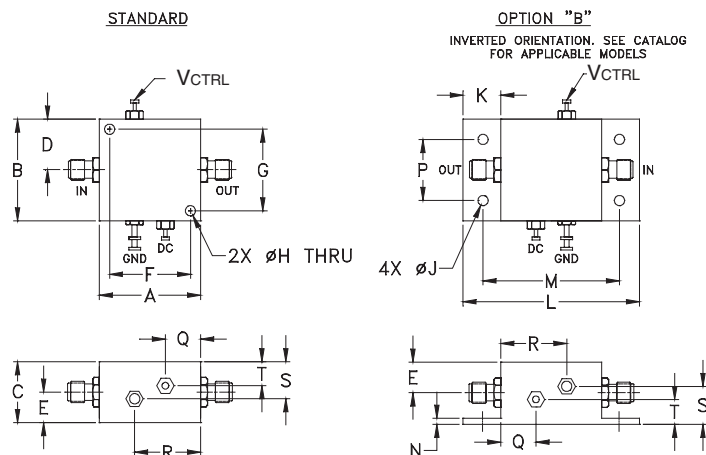 STANDARD
OPTION "B"
INVERTED ORIENTATION. SEE CATALOG
FOR APPLICABLE MODELS
VCTRL
VCTRL
K
D
B
G
P
IN
OUT
OUT
IN
GND
DC
DC
GND
2X øH THRU
4X øJ
F
A
M
L
Q
R
T
S
C
E
E
R
N
Q
T
S